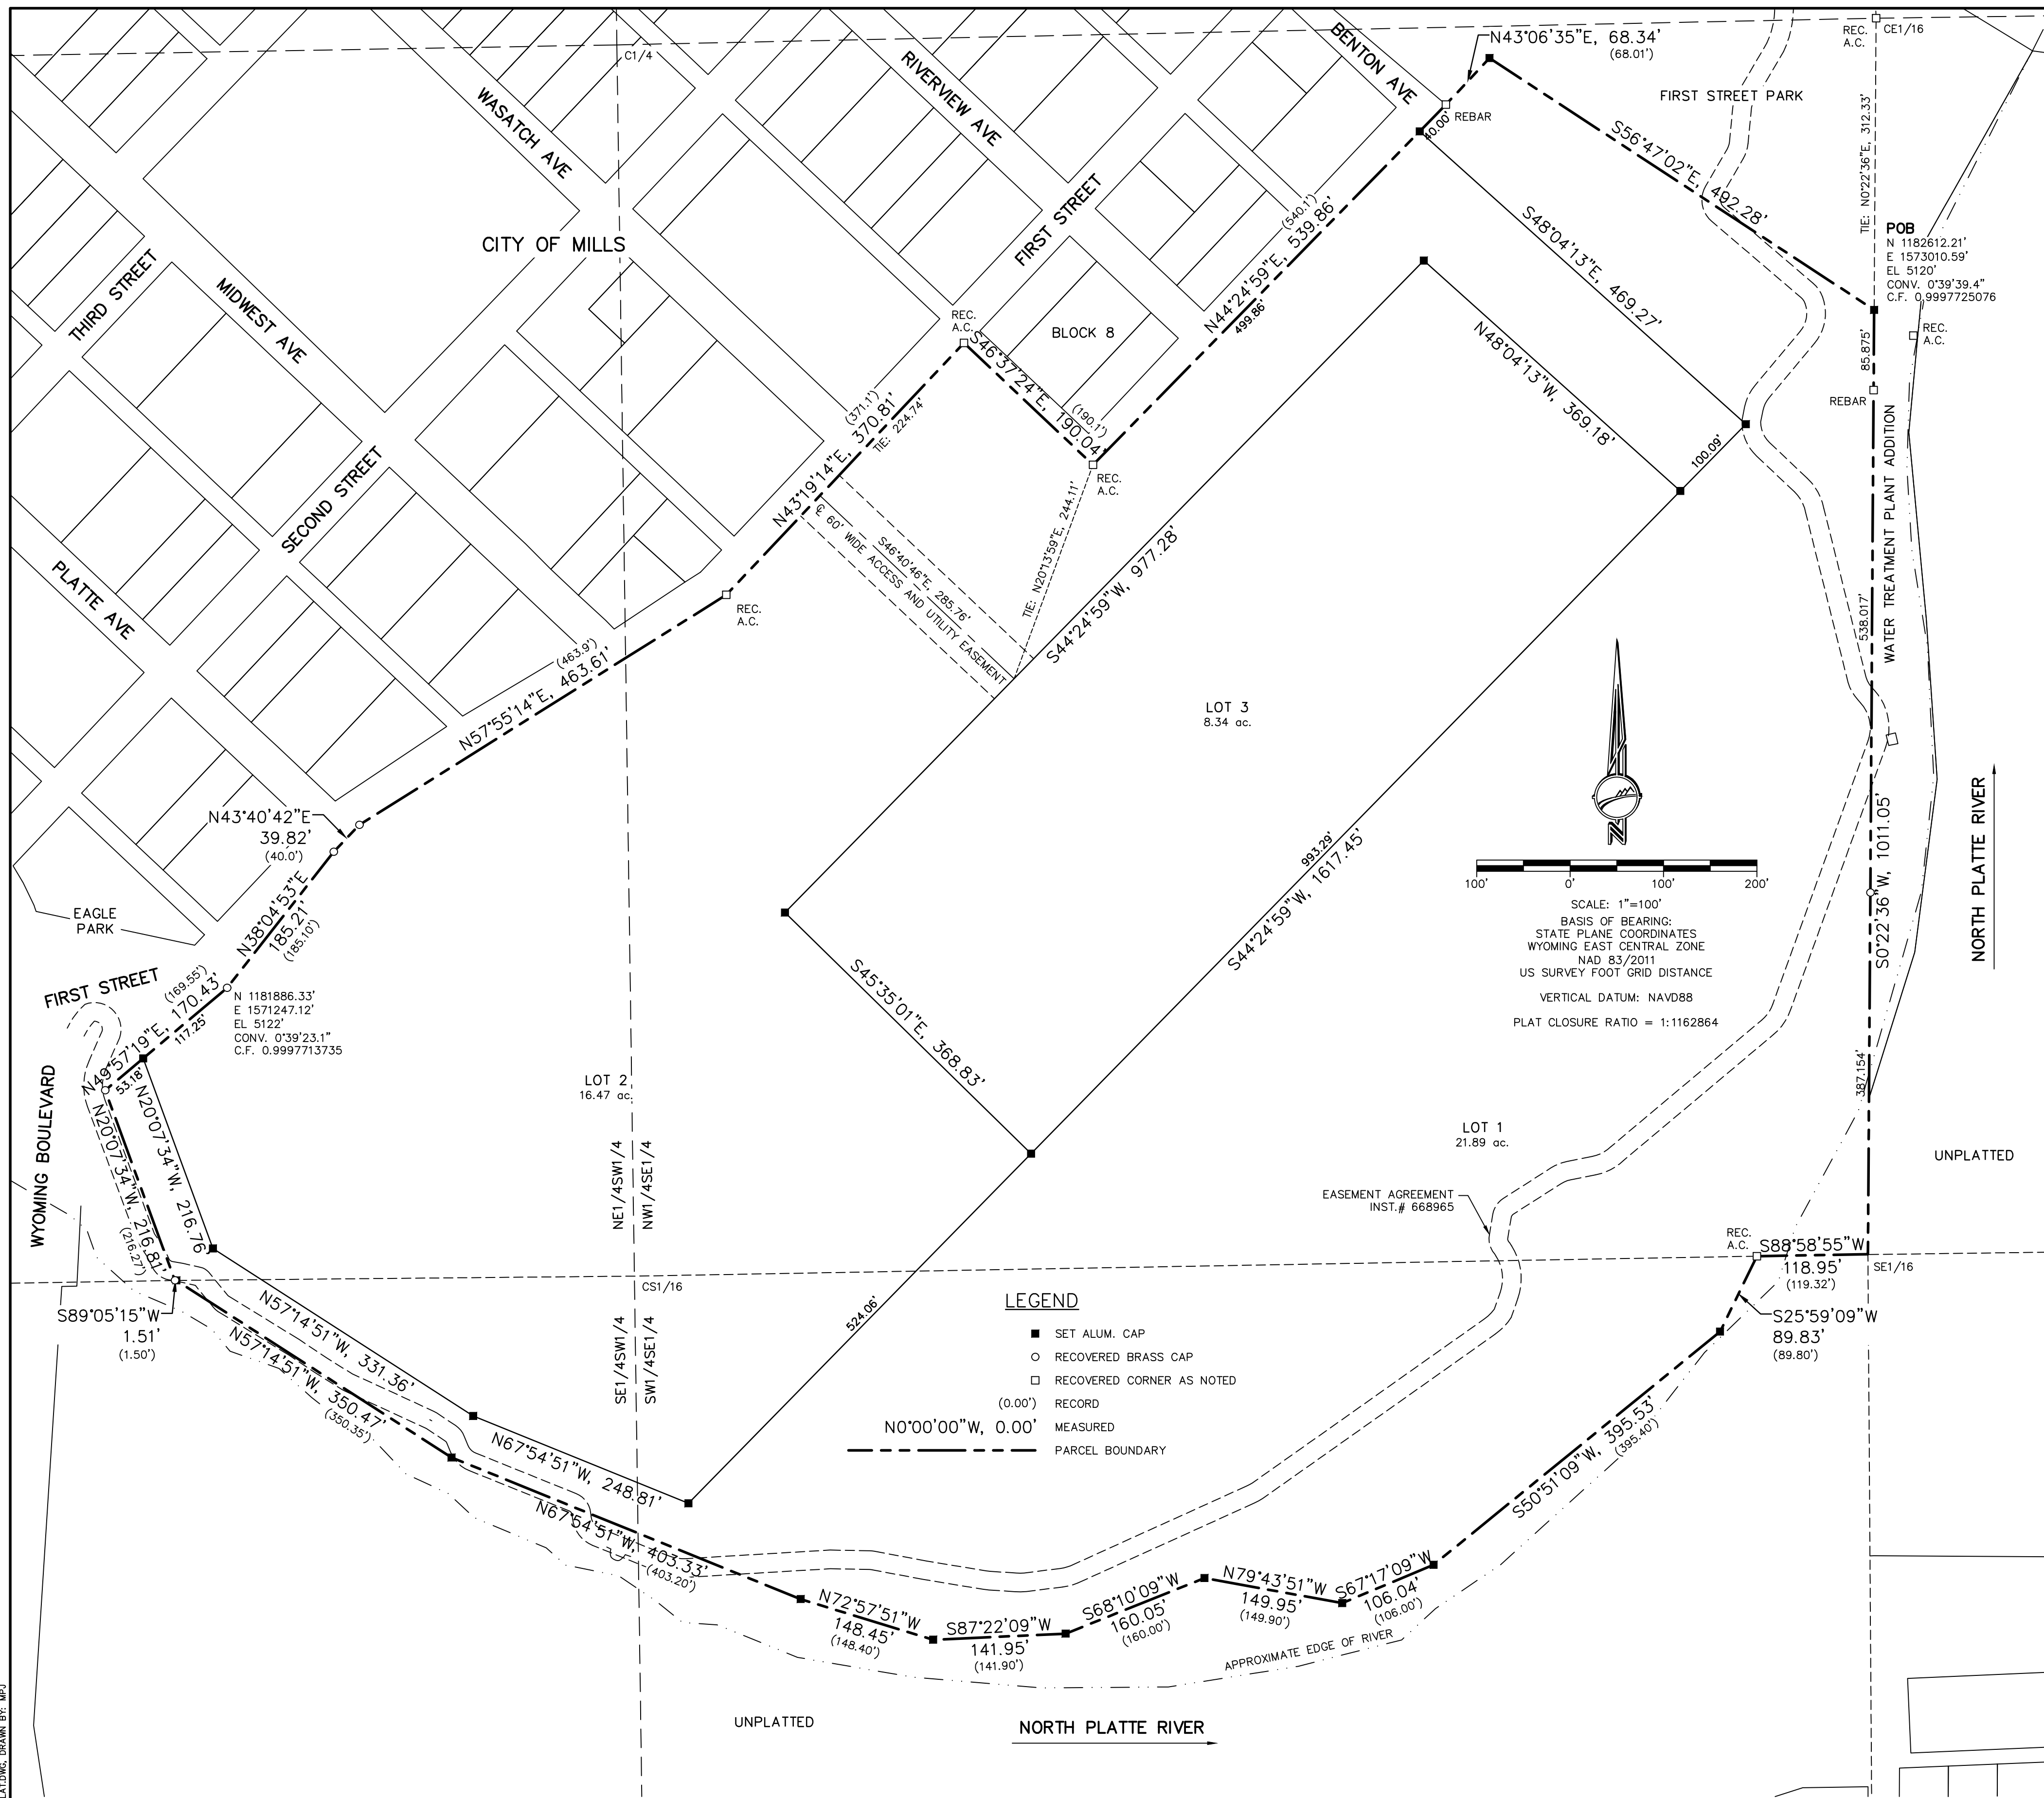 N43°06'35"E, 68.34'
(68.01')
REC.
A.C.
CE1/16
C1/4
BENTON AVE
RIVERVIEW AVE
WASATCH AVE
FIRST STREET PARK
40.00'
REBAR
S56°47'02"E, 492.28'
TIE: N0°22'36"E, 312.33'
POB
N 1182612.21'
E 1573010.59'
EL 5120'
CONV. 0°39'39.4"
C.F. 0.9997725076
CITY OF MILLS
FIRST STREET
(540.1')
N44°24'59"E, 539.86'
499.86'
S48°04'13"E, 469.27'
THIRD STREET
MIDWEST AVE
REC.
A.C.
BLOCK 8
S46°37'24"E, 190.04'
(190.1')
REC.
A.C.
N48°04'13"W, 369.18'
100.09'
85.875'
REC.
A.C.
REBAR
WATER TREATMENT PLANT ADDITION
(371.1')
N43°19'14"E, 370.81'
TIE: 224.74'
SECOND STREET
PLATTE AVE
℄ 60' WIDE ACCESS AND UTILITY EASEMENT
S46°40'46"E, 285.76'
TIE: N20°13'59"E, 244.11'
S44°24'59"W, 977.28'
REC.
A.C.
538.017'
(463.9')
N57°55'14"E, 463.61'
LOT 3
8.34 ac.
N43°40'42"E
39.82'
(40.0')
N
100'
0'
100'
200'
SCALE: 1"=100'
BASIS OF BEARING:
STATE PLANE COORDINATES
WYOMING EAST CENTRAL ZONE
NAD 83/2011
US SURVEY FOOT GRID DISTANCE
VERTICAL DATUM: NAVD88
PLAT CLOSURE RATIO = 1:1162864
S0°22'36"W, 1011.05'
NORTH PLATTE RIVER
993.29'
S44°24'59"W, 1617.45'
EAGLE
PARK
N38°04'53"E
185.21'
(185.10')
FIRST STREET
(169.55')
N49°57'19"E, 170.43'
117.25'
53.18'
N 1181886.33'
E 1571247.12'
EL 5122'
CONV. 0°39'23.1"
C.F. 0.9997713735
S45°35'01"E, 368.83'
387.154'
LOT 2
16.47 ac.
WYOMING BOULEVARD
N20°07'34"W, 216.76'
N20°07'34"W, 216.81'
(216.27')
NE1/4SW1/4
NW1/4SE1/4
LOT 1
21.89 ac.
UNPLATTED
EASEMENT AGREEMENT
INST.# 668965
REC.
A.C.
S88°58'55"W
118.95'
(119.32')
SE1/16
CS1/16
S89°05'15"W
1.51'
(1.50')
N57°14'51"W, 331.36'
N57°14'51"W, 350.47'
(350.35')
524.06'
SE1/4SW1/4
SW1/4SE1/4
LEGEND
SET ALUM. CAP
RECOVERED BRASS CAP
RECOVERED CORNER AS NOTED
(0.00') RECORD
N0°00'00"W, 0.00' MEASURED
PARCEL BOUNDARY
S25°59'09"W
89.83'
(89.80')
S50°51'09"W, 395.53'
(395.40')
N67°54'51"W, 248.81'
N67°54'51"W, 403.33'
(403.20')
N72°57'51"W
148.45'
(148.40')
S87°22'09"W
141.95'
(141.90')
S68°10'09"W
160.05'
(160.00')
N79°43'51"W
149.95'
(149.90')
S67°17'09"W
106.04'
(106.00')
APPROXIMATE EDGE OF RIVER
UNPLATTED
NORTH PLATTE RIVER
LAT.DWG, DRAWN BY: MPJ